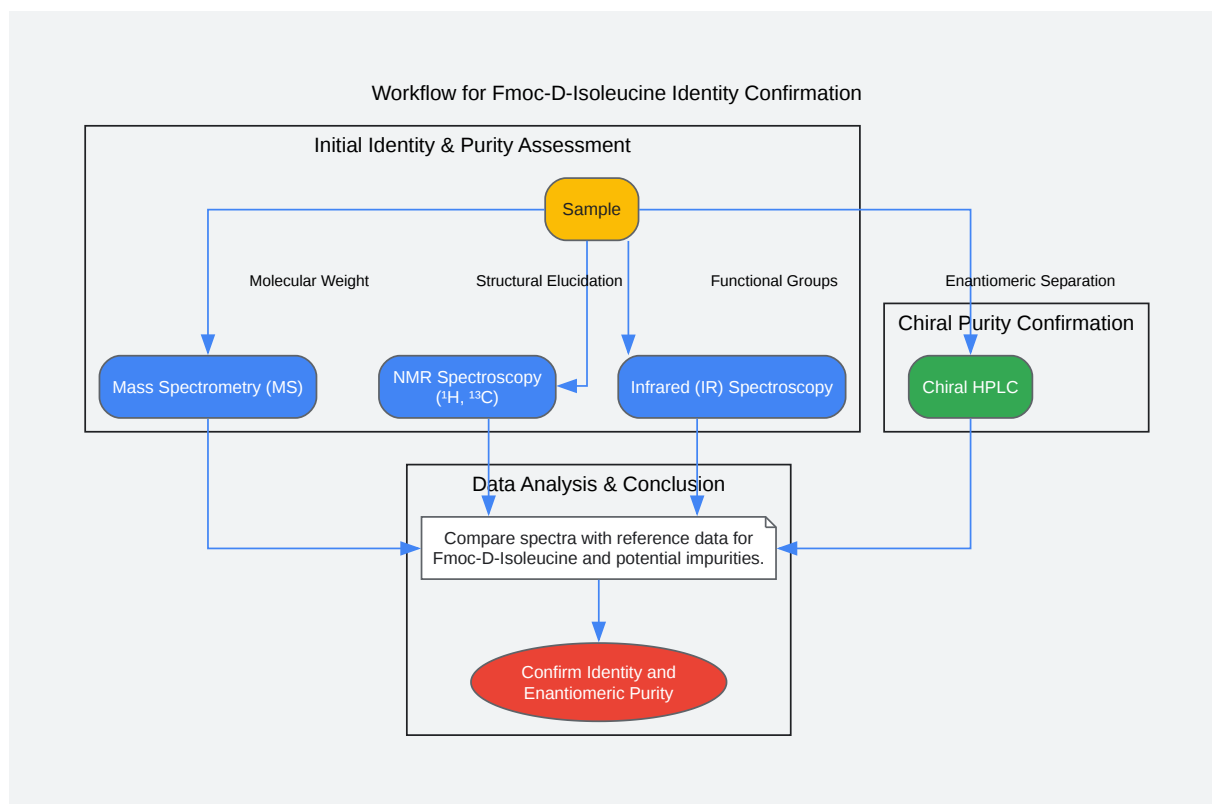 Workflow for Fmoc-D-Isoleucine Identity Confirmation
Initial Identity & Purity Assessment
Sample
Molecular Weight
Structural Elucidation
Functional Groups
Enantiomeric Separation
Chiral Purity Confirmation
Mass Spectrometry (MS)
NMR Spectroscopy
(¹H, ¹³C)
Infrared (IR) Spectroscopy
Chiral HPLC
Data Analysis & Conclusion
Compare spectra with reference data for
Fmoc-D-Isoleucine and potential impurities.
Confirm Identity and
Enantiomeric Purity